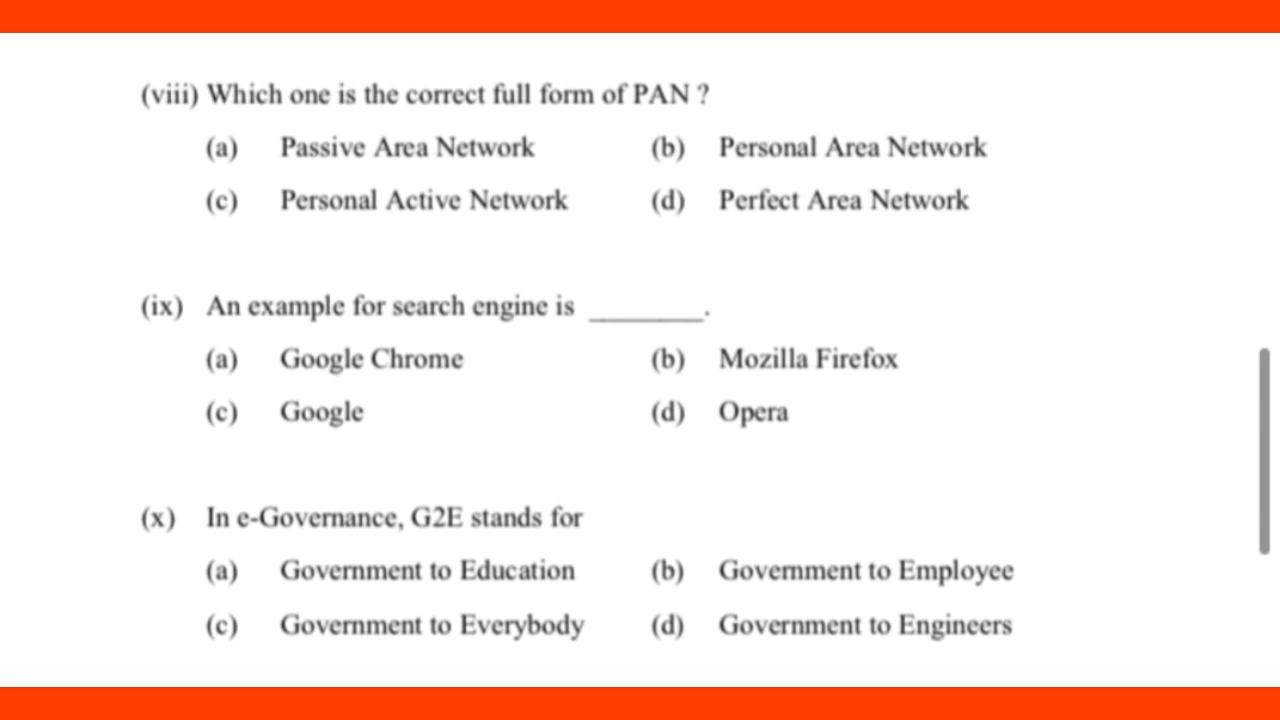 (viii) Which one is the correct full form of PAN ?
(a) Passive Area Network (b) Personal Area Network
(c) Personal Active Network (d) Perfect Area Network
(ix) An example for search engine is ________.
(a) Google Chrome (b) Mozilla Firefox
(c) Google (d) Opera
(x) In e-Governance, G2E stands for
(a) Government to Education (b) Government to Employee
(c) Government to Everybody (d) Government to Engineers